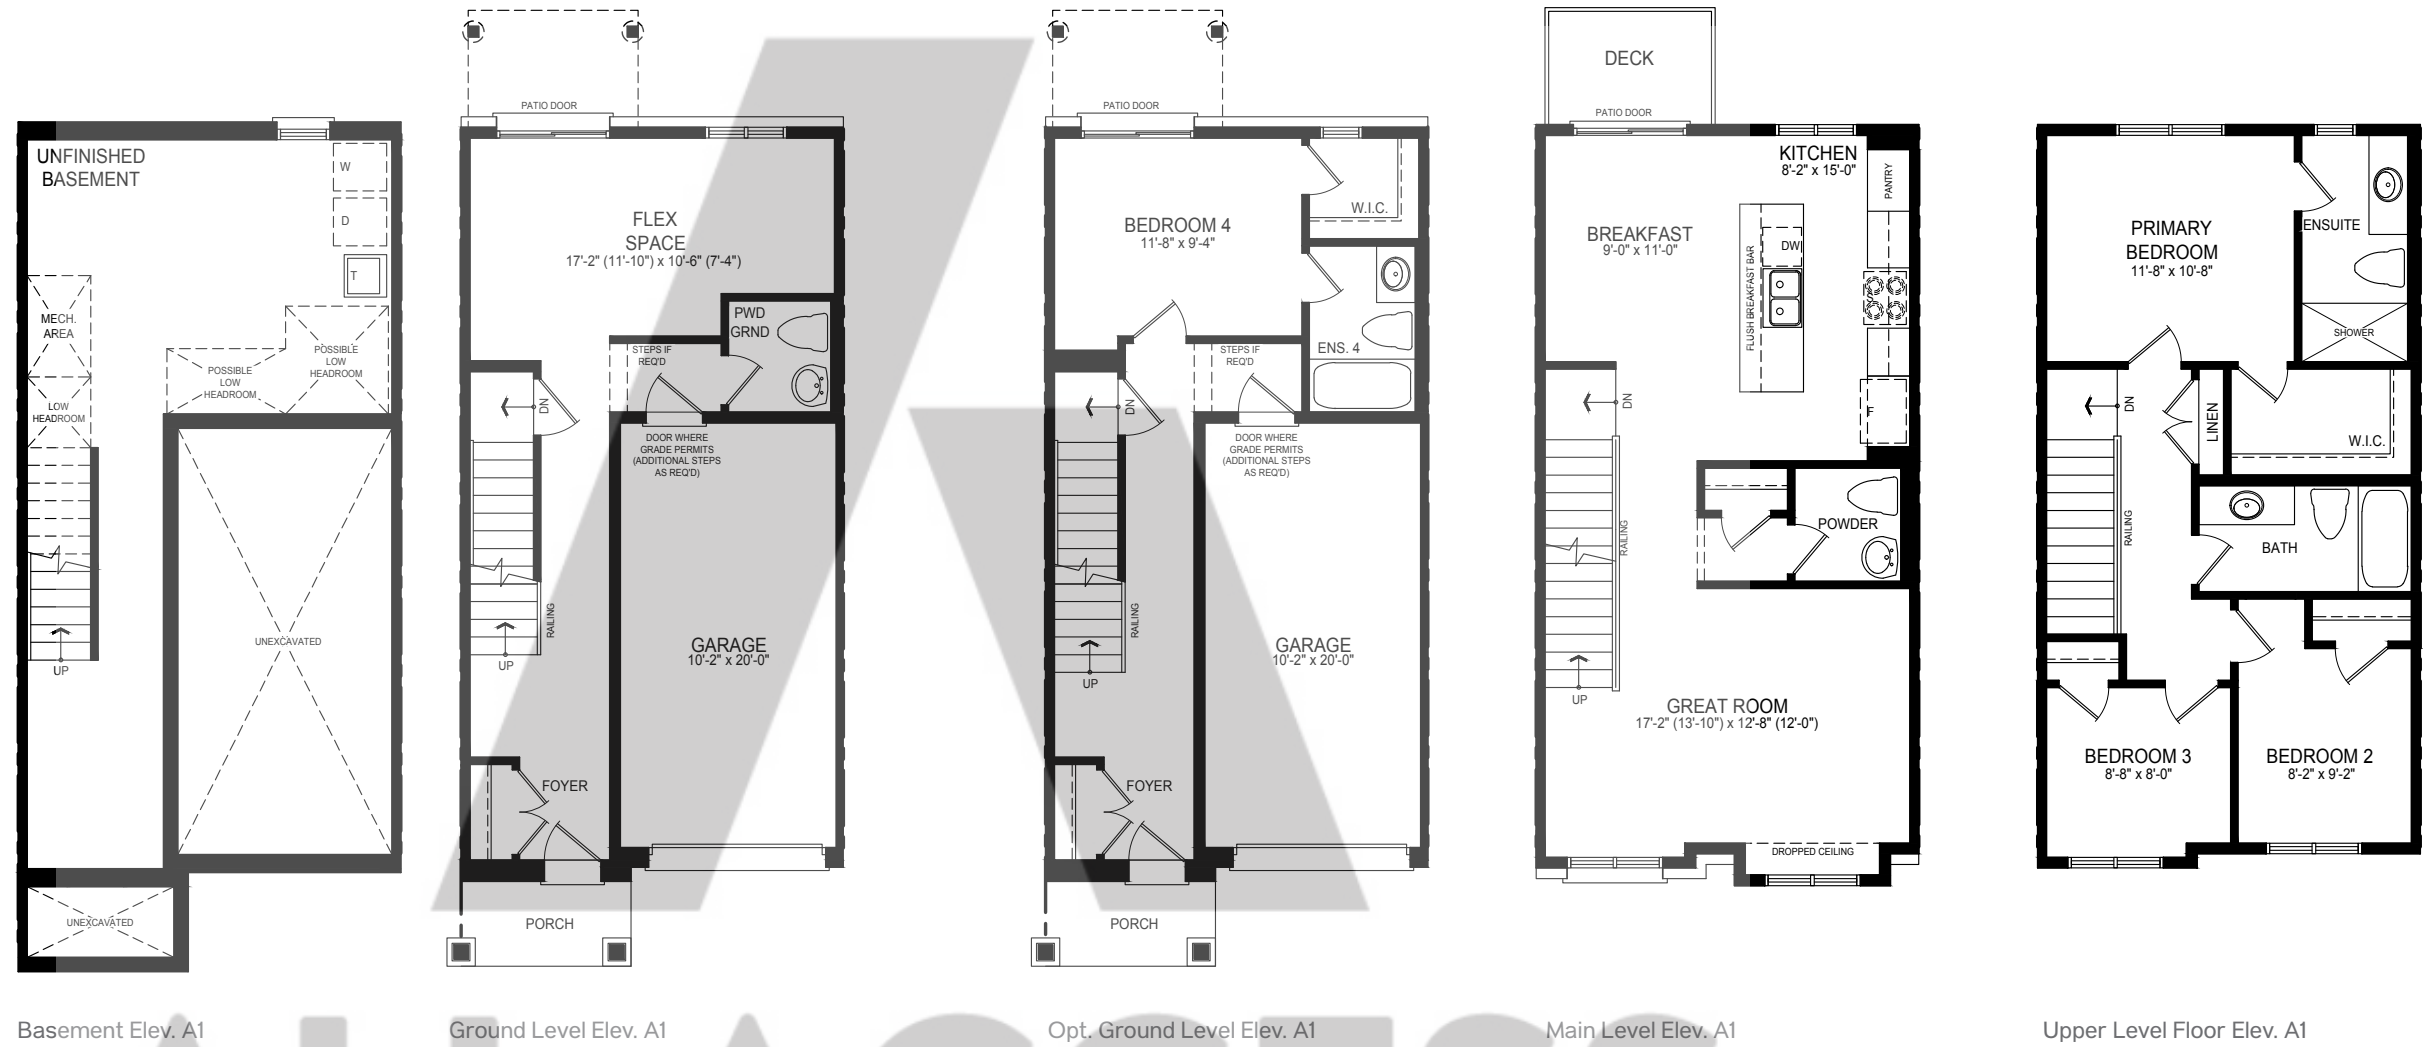 UNFINISHED
BASEMENT
W
D
T
MECH.
AREA
LOW
HEADROOM
POSSIBLE
LOW
HEADROOM
POSSIBLE
LOW
HEADROOM
UP
UNEXCAVATED
UNEXCAVATED
Basement Elev. A1
PATIO DOOR
FLEX
SPACE
17'-2" (11'-10") x 10'-6" (7'-4")
PWD
GRND
STEPS IF
REQ'D
DN
DOOR WHERE
GRADE PERMITS
(ADDITIONAL STEPS
AS REQ'D)
RAILING
UP
GARAGE
10'-2" x 20'-0"
FOYER
PORCH
Ground Level Elev. A1
PATIO DOOR
W.I.C.
BEDROOM 4
11'-8" x 9'-4"
ENS. 4
STEPS IF
REQ'D
DN
DOOR WHERE
GRADE PERMITS
(ADDITIONAL STEPS
AS REQ'D)
RAILING
UP
GARAGE
10'-2" x 20'-0"
FOYER
PORCH
Opt. Ground Level Elev. A1
DECK
PATIO DOOR
KITCHEN
8'-2" x 15'-0"
PANTRY
BREAKFAST
9'-0" x 11'-0"
DW
FLUSH BREAKFAST BAR
S
F
DN
RAILING
POWDER
UP
GREAT ROOM
17'-2" (13'-10") x 12'-8" (12'-0")
DROPPED CEILING
Main Level Elev. A1
PRIMARY
BEDROOM
11'-8" x 10'-8"
ENSUITE
SHOWER
DN
LINEN
W.I.C.
RAILING
BATH
BEDROOM 3
8'-8" x 8'-0"
BEDROOM 2
8'-2" x 9'-2"
Upper Level Floor Elev. A1